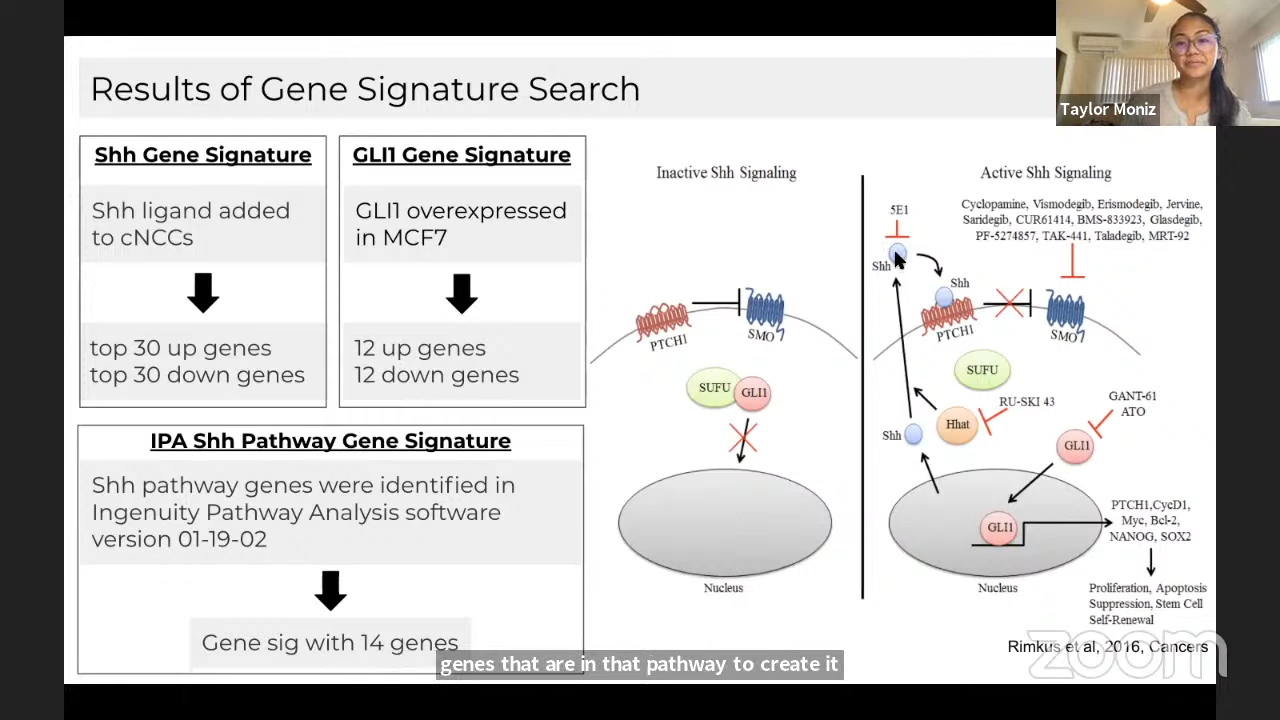 Results of Gene Signature Search
Taylor Moniz
Shh Gene Signature
Shh ligand added
to cNCCs
top 30 up genes
top 30 down genes
GLI1 Gene Signature
GLI1 overexpressed
in MCF7
12 up genes
12 down genes
IPA Shh Pathway Gene Signature
Shh pathway genes were identified in
Ingenuity Pathway Analysis software
version 01-19-02
Gene sig with 14 genes
Inactive Shh Signaling
PTCH1
SMO
SUFU
GLI1
Nucleus
Active Shh Signaling
5E1
Cyclopamine, Vismodegib, Erismodegib, Jervine,
Saridegib, CUR61414, BMS-833923, Glasdegib,
PF-5274857, TAK-441, Taladegib, MRT-92
Shh
Shh
PTCH1
SMO
SUFU
RU-SKI 43
GANT-61
ATO
Hhat
Shh
GLI1
GLI1
PTCH1,CycD1,
Myc, Bcl-2,
NANOG, SOX2
Nucleus
Proliferation, Apoptosis
Suppression, Stem Cell
Self-Renewal
Rimkus et al, 2016, Cancers
zoom
genes that are in that pathway to create it